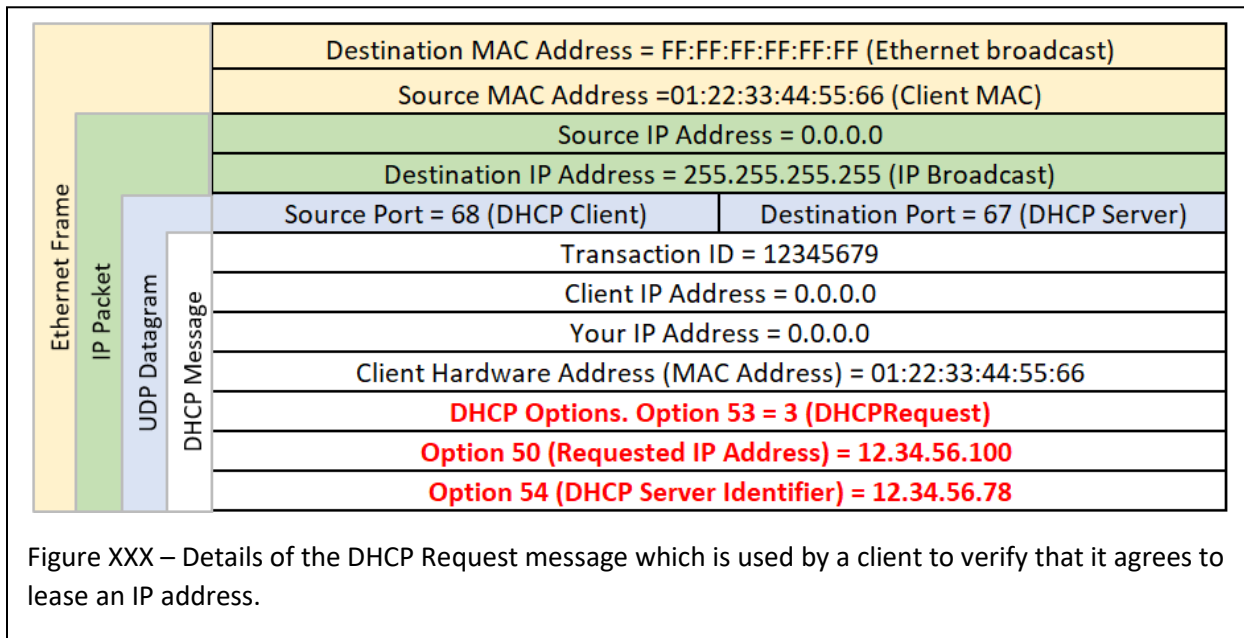 Destination MAC Address = FF:FF:FF:FF:FF:FF (Ethernet broadcast)
Source MAC Address =01:22:33:44:55:66 (Client MAC)
Source IP Address = 0.0.0.0
Destination IP Address = 255.255.255.255 (IP Broadcast)
Source Port = 68 (DHCP Client)
Destination Port = 67 (DHCP Server)
Transaction ID = 12345679
Client IP Address = 0.0.0.0
Your IP Address = 0.0.0.0
Client Hardware Address (MAC Address) = 01:22:33:44:55:66
DHCP Options. Option 53 = 3 (DHCPRequest)
Option 50 (Requested IP Address) = 12.34.56.100
Option 54 (DHCP Server Identifier) = 12.34.56.78
Ethernet Frame
IP Packet
UDP Datagram
DHCP Message
Figure XXX – Details of the DHCP Request message which is used by a client to verify that it agrees to
lease an IP address.